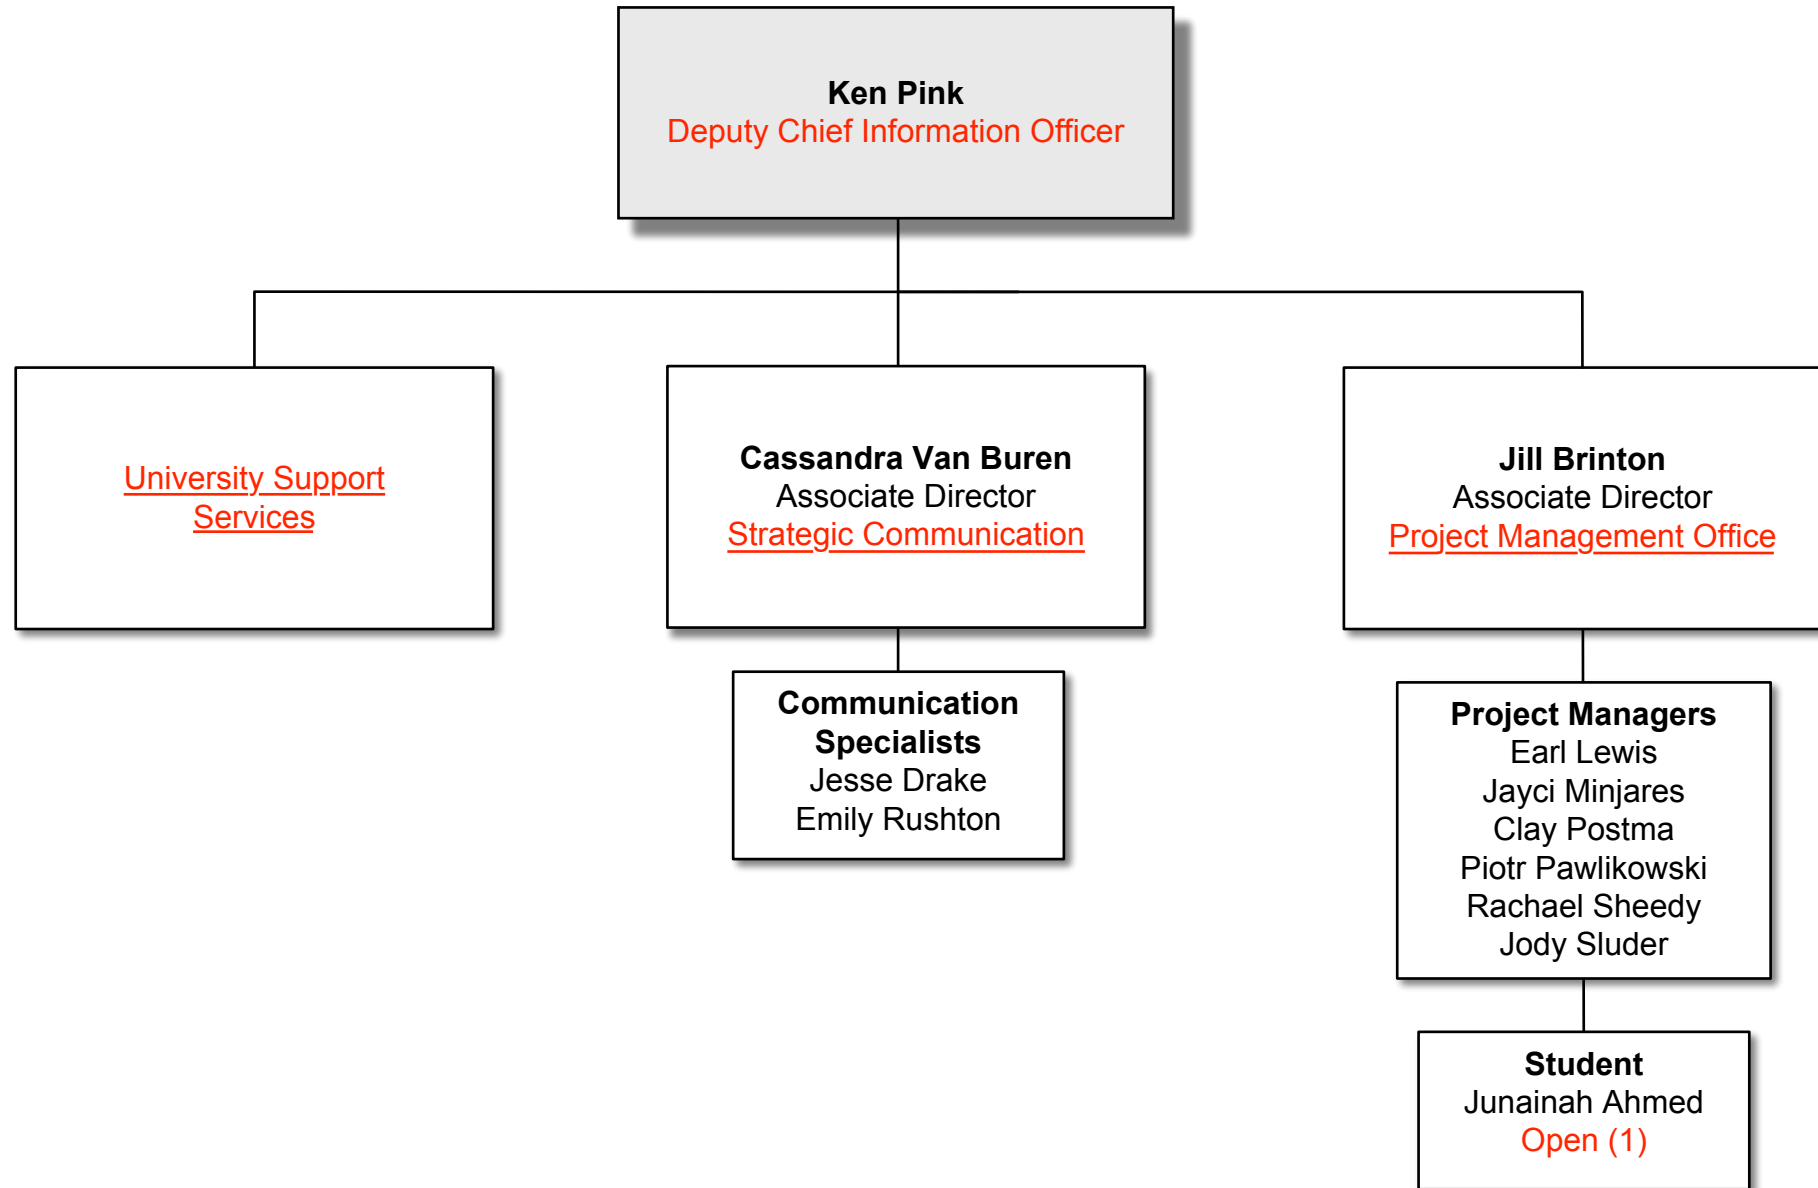 Ken Pink
Deputy Chief Information Officer
University Support
Services
Cassandra Van Buren
Associate Director
Strategic Communication
Jill Brinton
Associate Director
Project Management Office
Communication
Specialists
Jesse Drake
Emily Rushton
Project Managers
Earl Lewis
Jayci Minjares
Clay Postma
Piotr Pawlikowski
Rachael Sheedy
Jody Sluder
Student
Junainah Ahmed
Open (1)